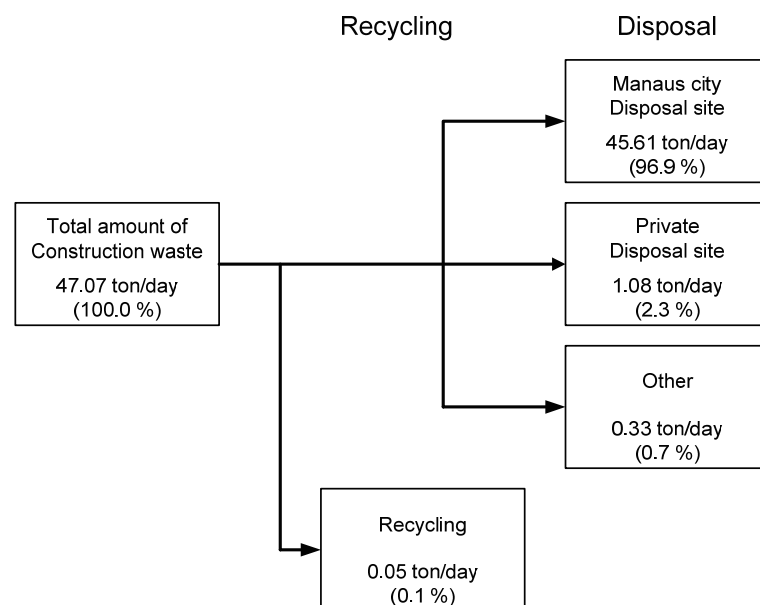 Recycling
Disposal
Manaus city
Disposal site
45.61 ton/day
(96.9 %)
Total amount of
Construction waste
47.07 ton/day
(100.0 %)
Private
Disposal site
1.08 ton/day
(2.3 %)
Other
0.33 ton/day
(0.7 %)
Recycling
0.05 ton/day
(0.1 %)